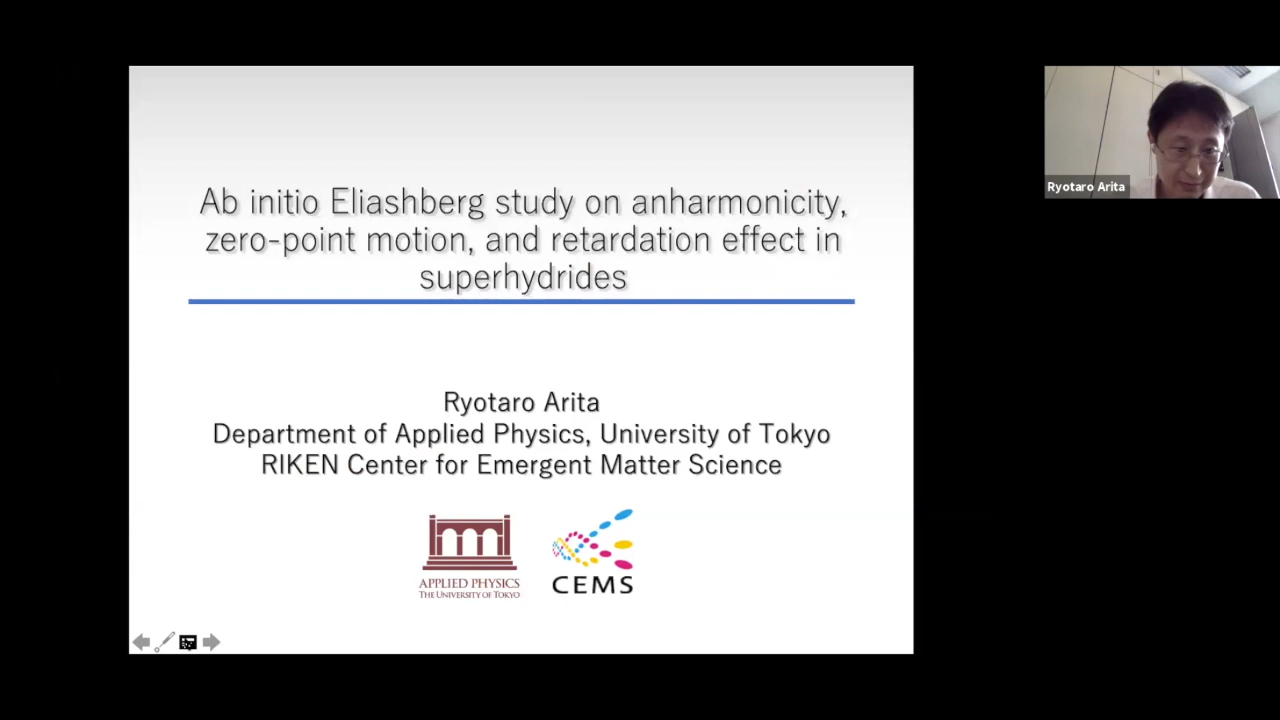 Ab initio Eliashberg study on anharmonicity,
zero-point motion, and retardation effect in
superhydrides
Ryotaro Arita
Department of Applied Physics, University of Tokyo
RIKEN Center for Emergent Matter Science
APPLIED PHYSICS
THE UNIVERSITY OF TOKYO
CEMS
Ryotaro Arita